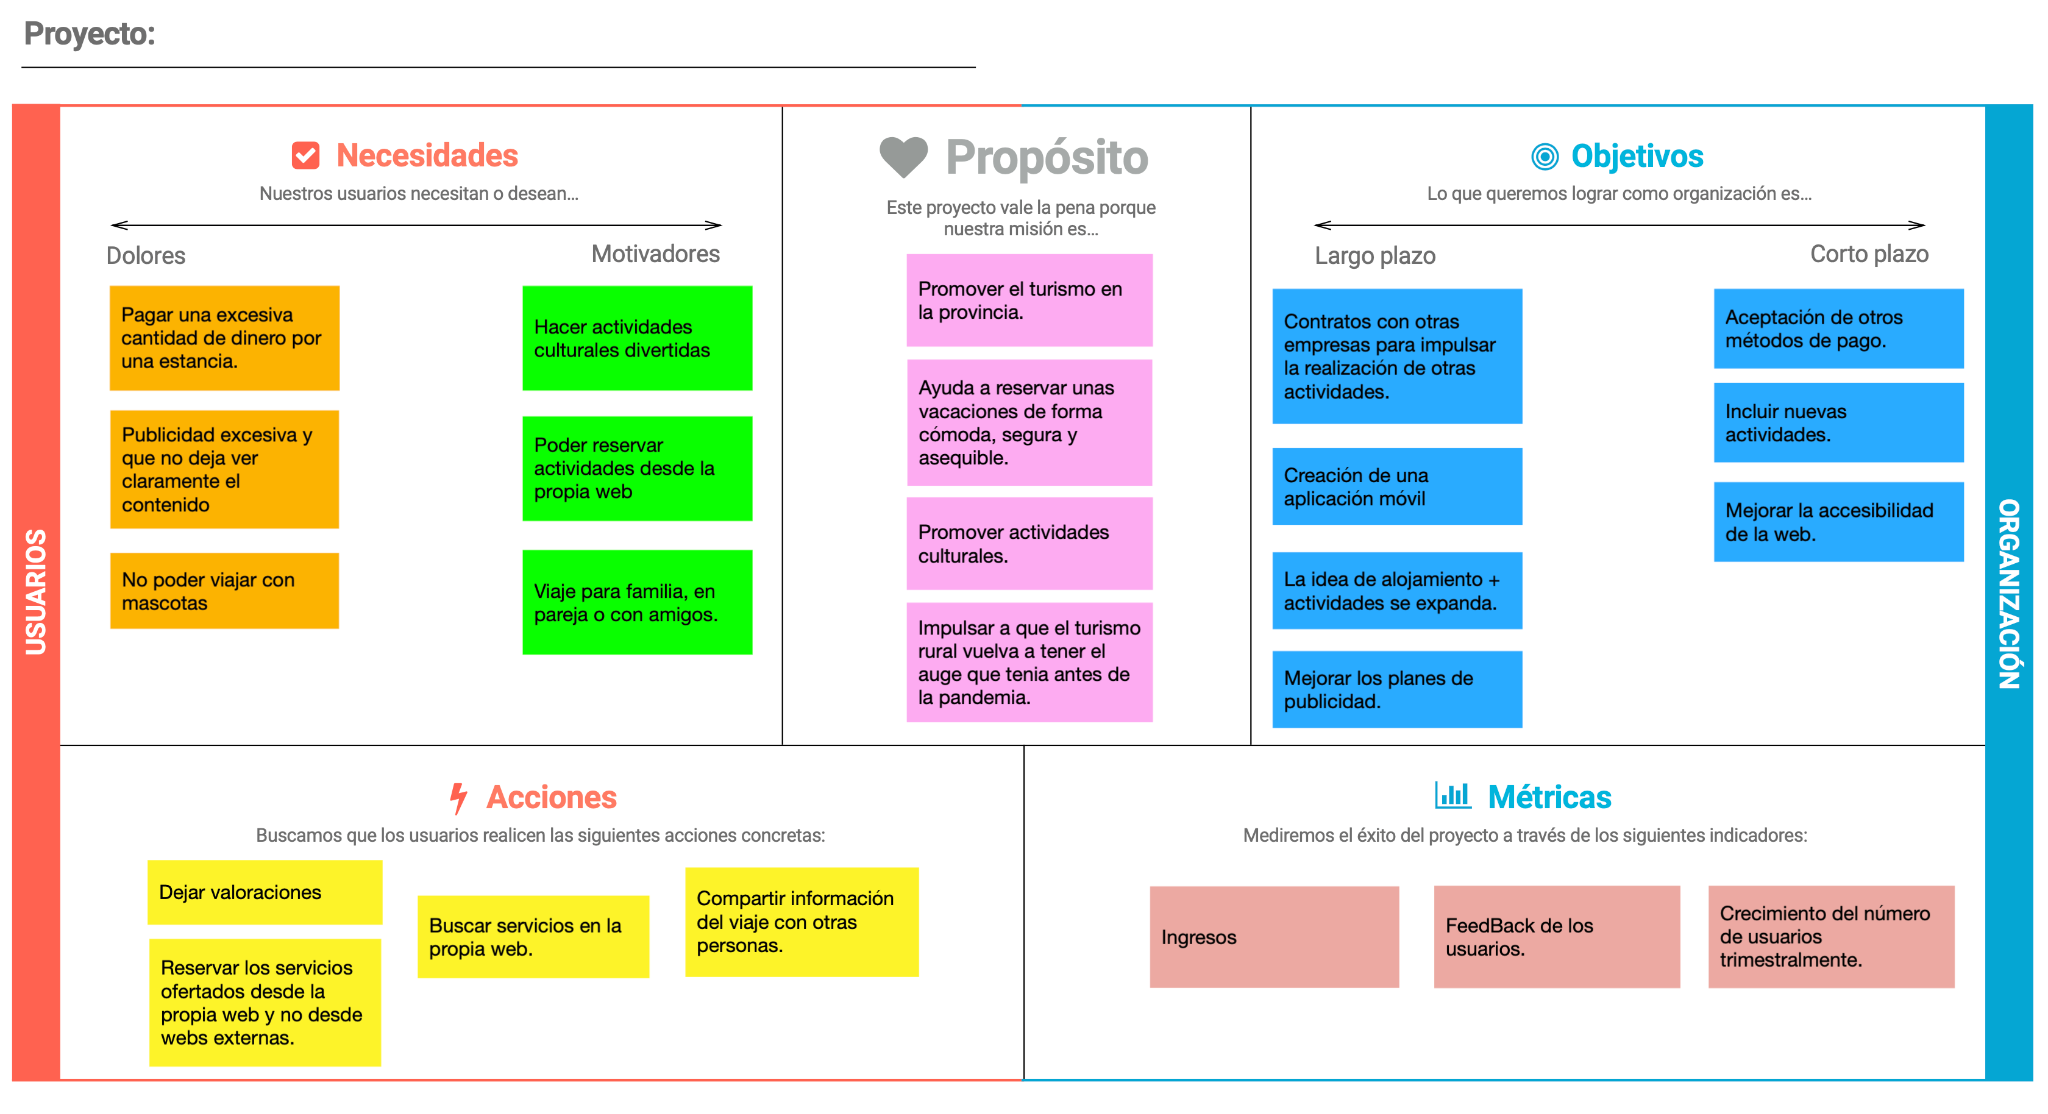 Proyecto:
USUARIOS
Necesidades
Nuestros usuarios necesitan o desean...
Dolores
Motivadores
Pagar una excesiva
cantidad de dinero por
una estancia.
Publicidad excesiva y
que no deja ver
claramente el
contenido
No poder viajar con
mascotas
Hacer actividades
culturales divertidas
Poder reservar
actividades desde la
propia web
Viaje para familia, en
pareja o con amigos.
Propósito
Este proyecto vale la pena porque
nuestra misión es...
Promover el turismo en
la provincia.
Ayuda a reservar unas
vacaciones de forma
cómoda, segura y
asequible.
Promover actividades
culturales.
Impulsar a que el turismo
rural vuelva a tener el
auge que tenia antes de
la pandemia.
Objetivos
Lo que queremos lograr como organización es...
Largo plazo
Corto plazo
Contratos con otras
empresas para impulsar
la realización de otras
actividades.
Creación de una
aplicación móvil
La idea de alojamiento +
actividades se expanda.
Mejorar los planes de
publicidad.
Aceptación de otros
métodos de pago.
Incluir nuevas
actividades.
Mejorar la accesibilidad
de la web.
ORGANIZACIÓN
Acciones
Buscamos que los usuarios realicen las siguientes acciones concretas:
Dejar valoraciones
Reservar los servicios
ofertados desde la
propia web y no desde
webs externas.
Buscar servicios en la
propia web.
Compartir información
del viaje con otras
personas.
Métricas
Mediremos el éxito del proyecto a través de los siguientes indicadores:
Ingresos
FeedBack de los
usuarios.
Crecimiento del número
de usuarios
trimestralmente.